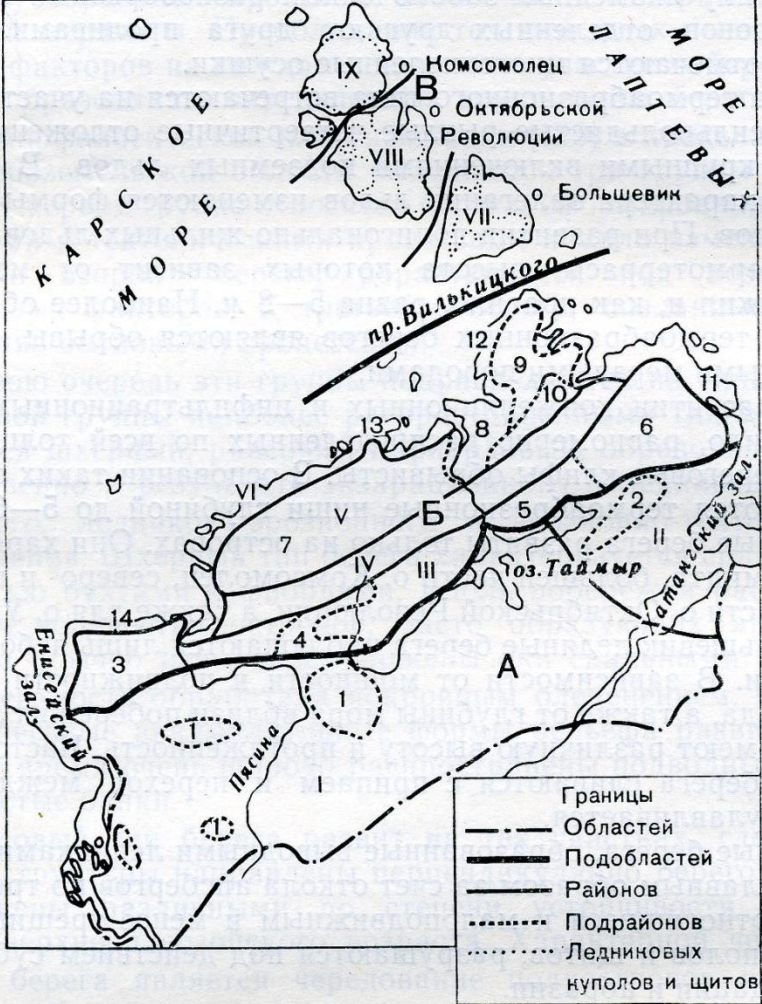 КАРСКОЕ
МОРЕ
МОРЕ
ЛАПТЕВЫХ
IX
Комсомолец
В
о Октябрьской
Революции
VIII
о Большевик
VII
пр. Вилькицкого
12
9
10
11
13
8
6
VI
Б
5
2
7
оз. Таймыр
II
Хатангский зал.
IV
III
14
4
3
А
Енисейский
зал.
1
1
Пясина
I
1
1
Границы
Областей
Подобластей
Районов
Подрайонов
Ледниковых
куполов и щитов